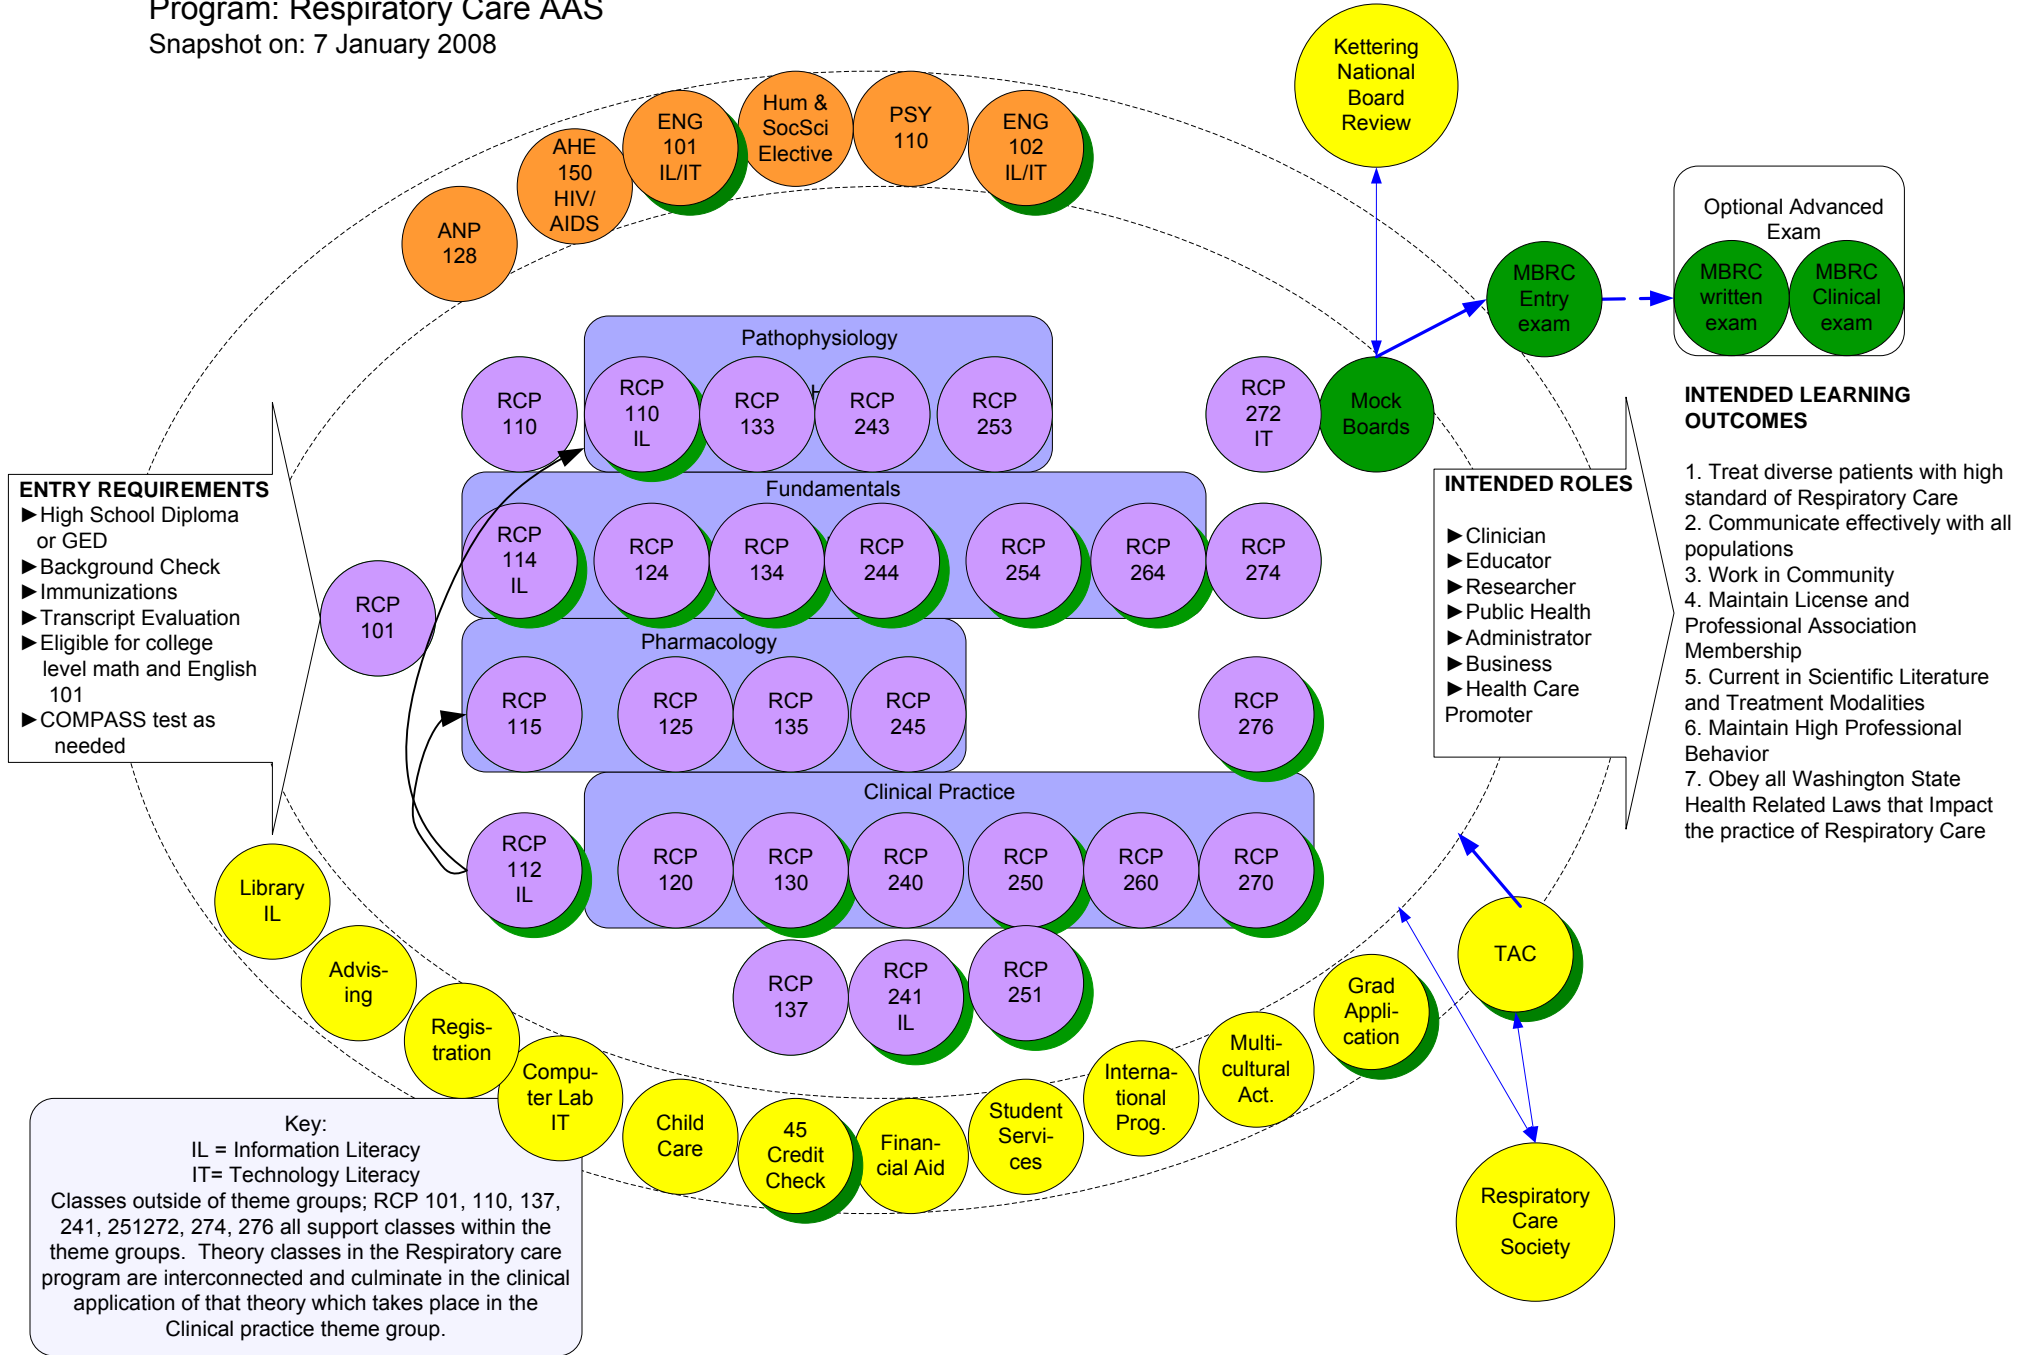 Program: Respiratory Care AAS
Snapshot on: 7 January 2008
Kettering
National
Board
Review
ENG
101
IL/IT
Hum &
SocSci
Elective
PSY
110
ENG
102
IL/IT
AHE
150
HIV/
AIDS
ANP
128
Optional Advanced
Exam
MBRC
Entry
exam
MBRC
written
exam
MBRC
Clinical
exam
Pathophysiology
RCP
110
RCP
110
IL
RCP
133
RCP
243
RCP
253
RCP
272
IT
Mock
Boards
Fundamentals
RCP
114
IL
RCP
124
RCP
134
RCP
244
RCP
254
RCP
264
RCP
274
RCP
101
Pharmacology
RCP
115
RCP
125
RCP
135
RCP
245
RCP
276
Clinical Practice
RCP
112
IL
RCP
120
RCP
130
RCP
240
RCP
250
RCP
260
RCP
270
RCP
137
RCP
241
IL
RCP
251
ENTRY REQUIREMENTS
►High School Diploma
or GED
►Background Check
►Immunizations
►Transcript Evaluation
►Eligible for college
level math and English
101
►COMPASS test as
needed
INTENDED ROLES
►Clinician
►Educator
►Researcher
►Public Health
►Administrator
►Business
►Health Care
Promoter
INTENDED LEARNING
OUTCOMES
1. Treat diverse patients with high
standard of Respiratory Care
2. Communicate effectively with all
populations
3. Work in Community
4. Maintain License and
Professional Association
Membership
5. Current in Scientific Literature
and Treatment Modalities
6. Maintain High Professional
Behavior
7. Obey all Washington State
Health Related Laws that Impact
the practice of Respiratory Care
Library
IL
Advis-
ing
Regis-
tration
Compu-
ter Lab
IT
Child
Care
45
Credit
Check
Finan-
cial Aid
Student
Servi-
ces
Interna-
tional
Prog.
Multi-
cultural
Act.
Grad
Appli-
cation
TAC
Respiratory
Care
Society
Key:
IL = Information Literacy
IT= Technology Literacy
Classes outside of theme groups; RCP 101, 110, 137,
241, 251272, 274, 276 all support classes within the
theme groups.  Theory classes in the Respiratory care
program are interconnected and culminate in the clinical
application of that theory which takes place in the
Clinical practice theme group.